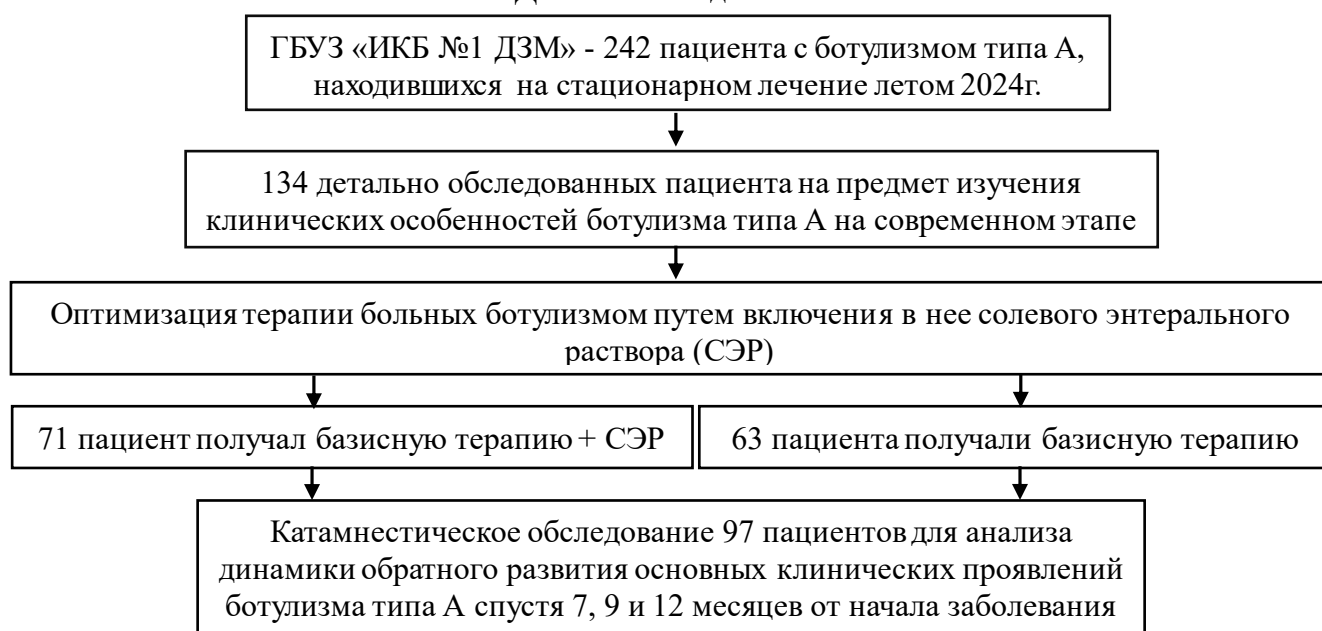 ГБУЗ «ИКБ №1 ДЗМ» - 242 пациента с ботулизмом типа А,
находившихся на стационарном лечение летом 2024г.
134 детально обследованных пациента на предмет изучения
клинических особенностей ботулизма типа А на современном этапе
Оптимизация терапии больных ботулизмом путем включения в нее солевого энтерального
раствора (СЭР)
71 пациент получал базисную терапию + СЭР
63 пациента получали базисную терапию
Катамнестическое обследование 97 пациентов для анализа
динамики обратного развития основных клинических проявлений
ботулизма типа А спустя 7, 9 и 12 месяцев от начала заболевания